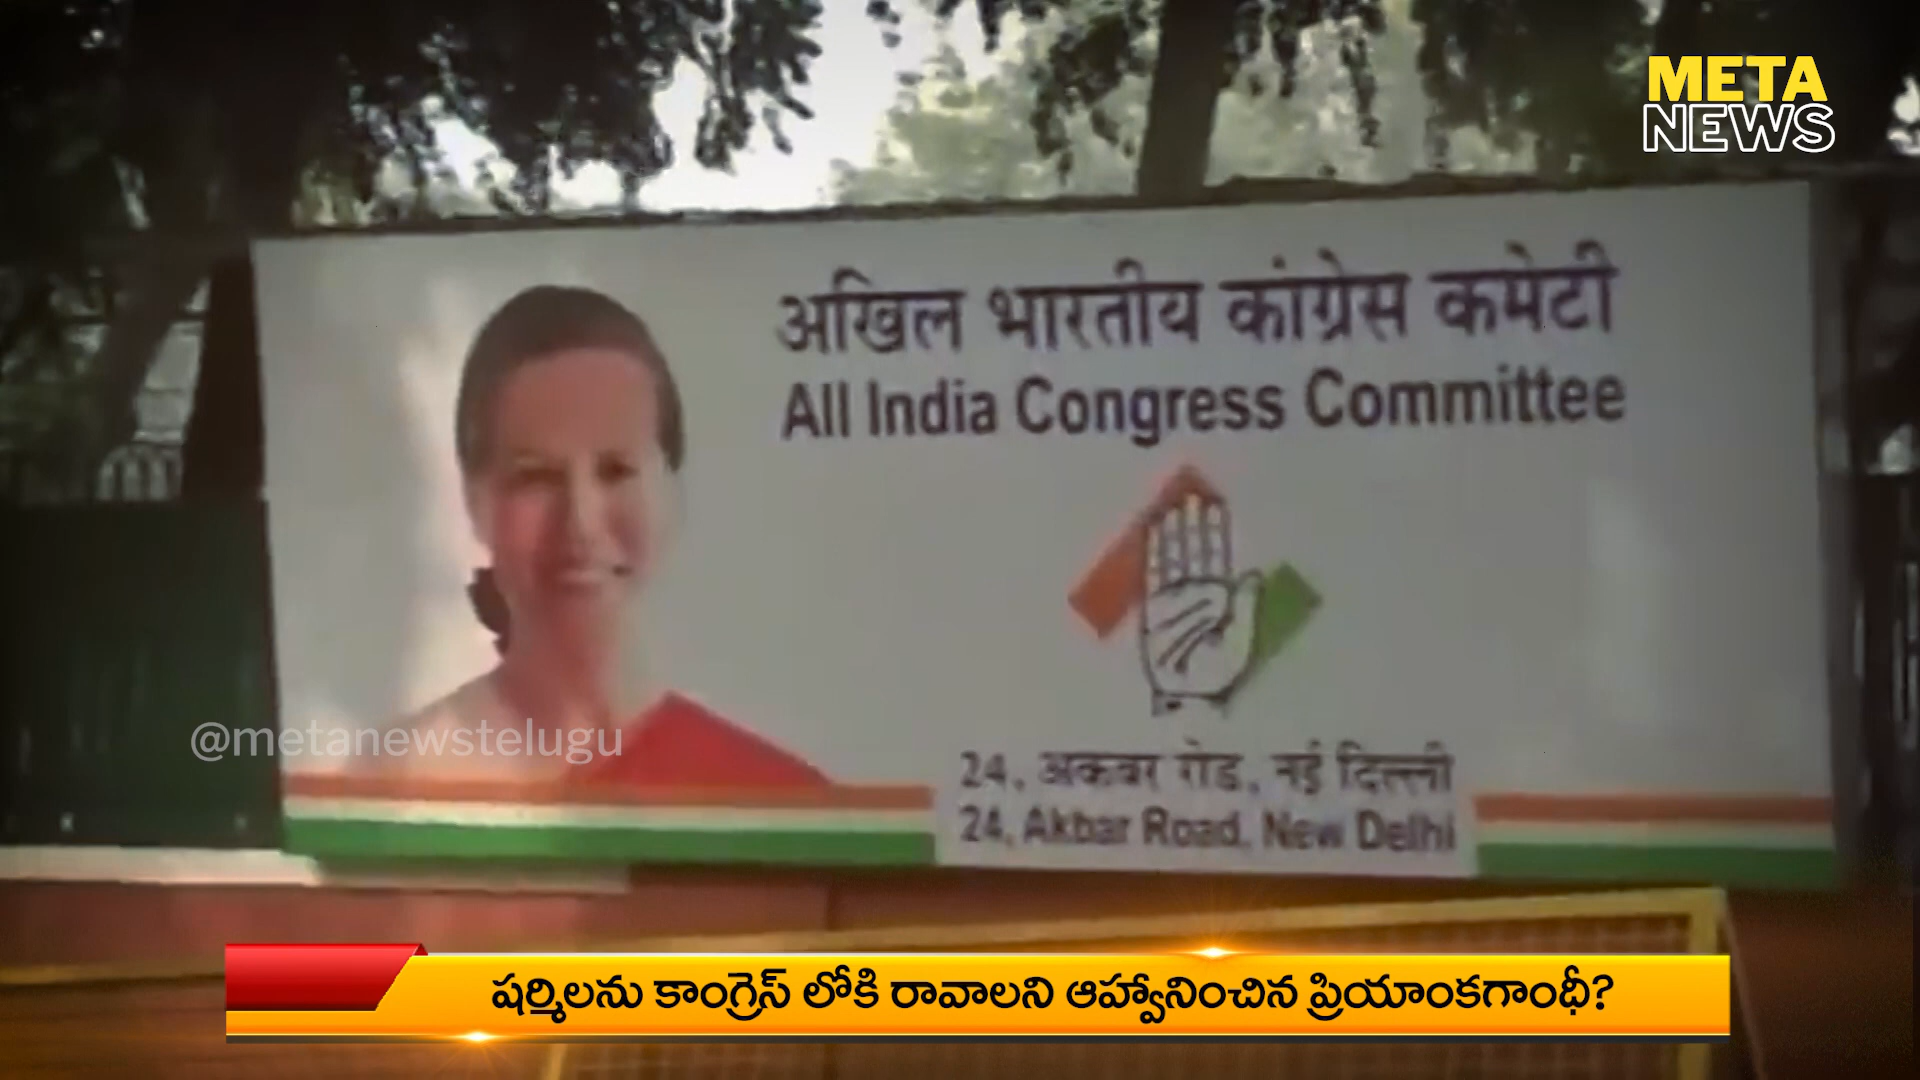 META
NEWS
अखिल भारतीय कांग्रेस कमेटी
All India Congress Committee
@metanewstelugu
24, अकबर रोड, नई दिल्ली
24, Akbar Road, New Delhi
షర్మిలను కాంగ్రెస్ లోకి రావాలని ఆహ్వానించిన ప్రియాంకగాంధీ?